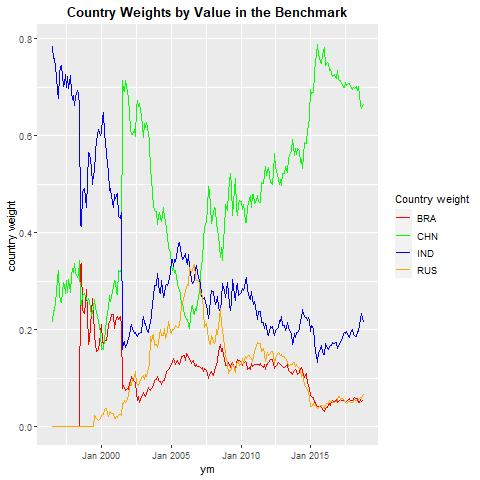 Country Weights by Value in the Benchmark
country weight
0.8
0.6
0.4
0.2
0.0
Jan 2000
Jan 2005
Jan 2010
Jan 2015
ym
Country weight
BRA
CHN
IND
RUS